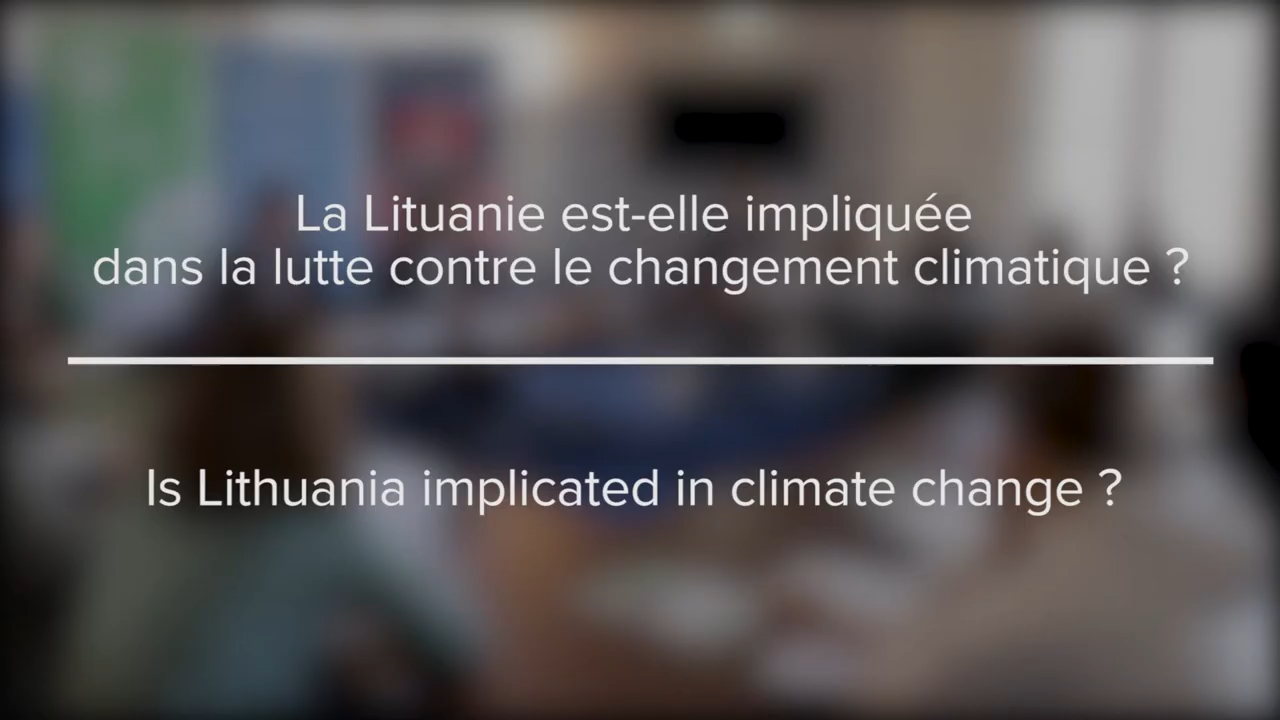 La Lituanie est-elle impliquée
dans la lutte contre le changement climatique ?
Is Lithuania implicated in climate change ?